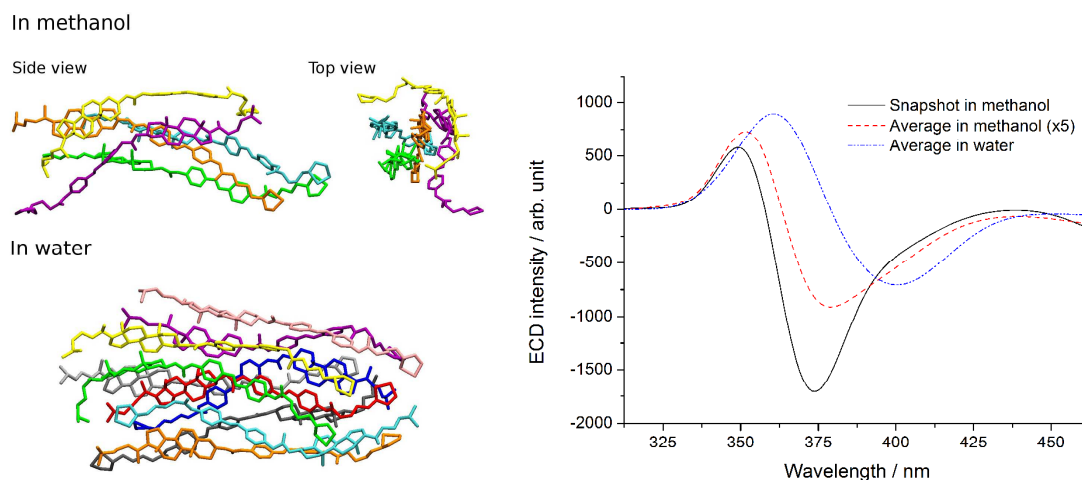 In methanol
Side view
Top view
In water
Snapshot in methanol
Average in methanol (x5)
Average in water
ECD intensity / arb. unit
1000
500
0
-500
-1000
-1500
-2000
325
350
375
400
425
450
Wavelength / nm